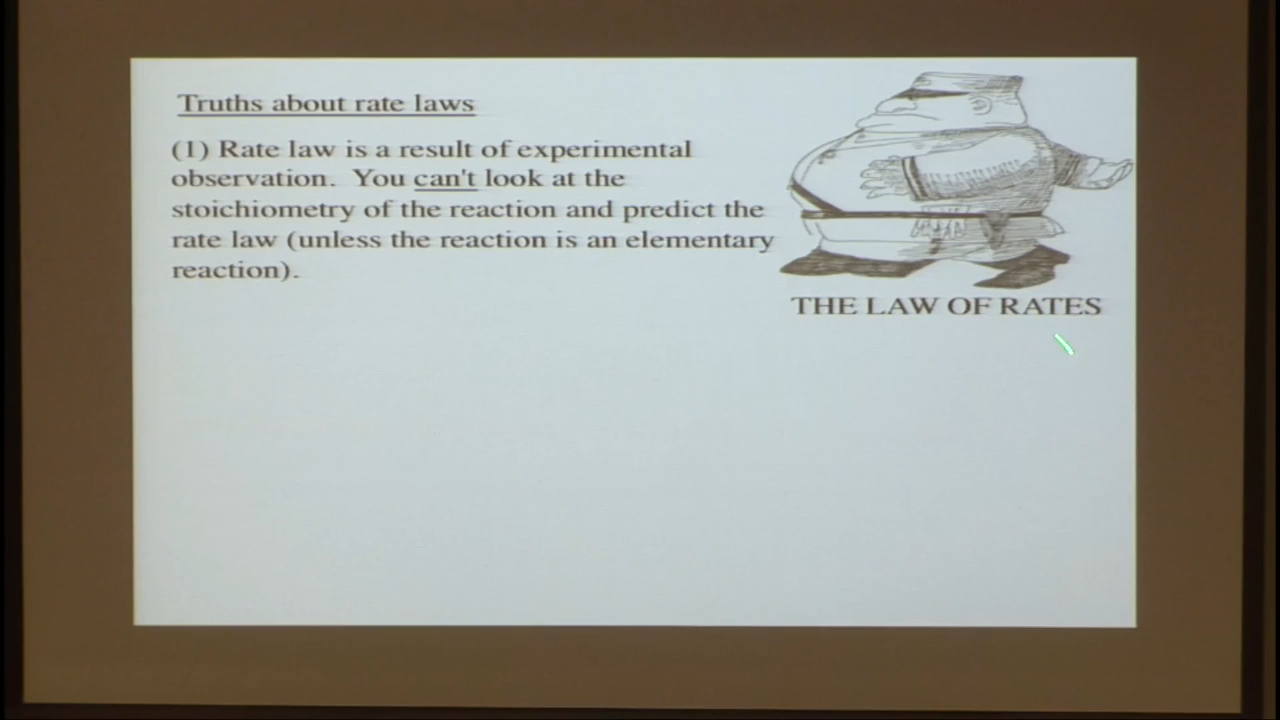 Truths about rate laws
(1) Rate law is a result of experimental
observation. You can't look at the
stoichiometry of the reaction and predict the
rate law (unless the reaction is an elementary
reaction).
THE LAW OF RATES